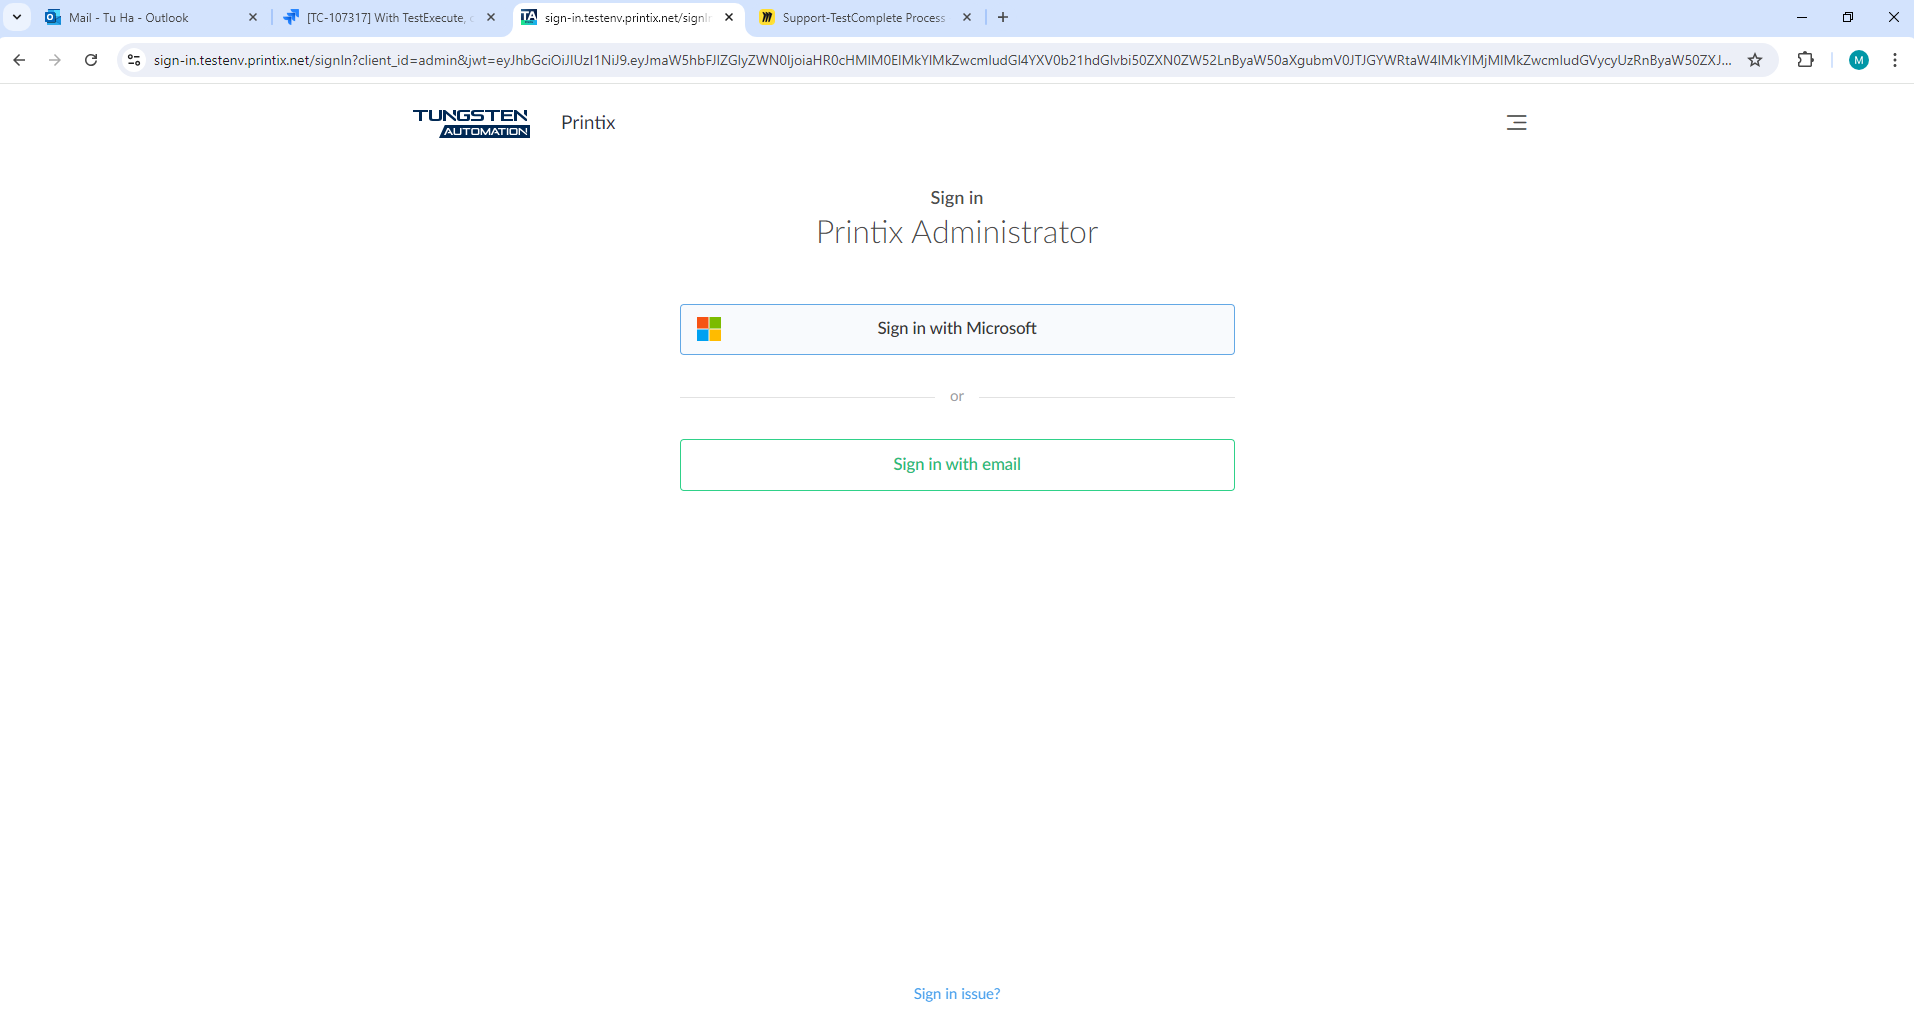 Mail - Tu Ha - Outlook
[TC-107317] With TestExecute, c
sign-in.testenv.printix.net/signIn
Support-TestComplete Process
sign-in.testenv.printix.net/signIn?client_id=admin&jwt=eyJhbGciOiJIUzI1NiJ9.eyJmaW5hbFJlZGlyZWN0IjoiaHR0cHMlM0ElMkYlMkZwcmludGl4YXV0b21hdGlvbi50ZXN0ZW52LnByaW50aXgubmV0JTJGYWRtaW4lMkYlMjMlMkZwcmludGVycyUzRnByaW50ZXJ...
M
TUNGSTEN
AUTOMATION
Printix
Sign in
Printix Administrator
Sign in with Microsoft
or
Sign in with email
Sign in issue?